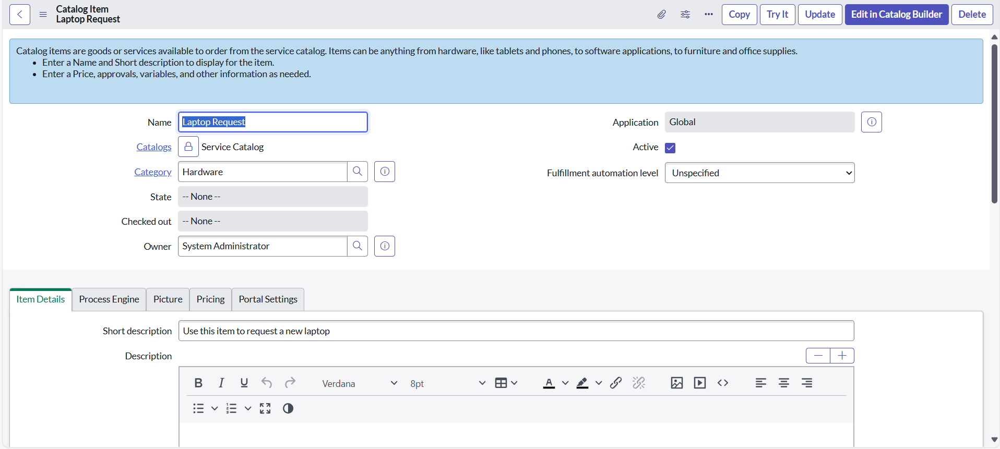 Catalog Item
Laptop Request
Copy
Try It
Update
Edit in Catalog Builder
Delete
Catalog items are goods or services available to order from the service catalog. Items can be anything from hardware, like tablets and phones, to software applications, to furniture and office supplies.
• Enter a Name and Short description to display for the item.
• Enter a Price, approvals, variables, and other information as needed.
Name
Laptop Request
Application
Global
Catalogs
Service Catalog
Active
Category
Hardware
Fulfillment automation level
Unspecified
State
-- None --
Checked out
-- None --
Owner
System Administrator
Item Details
Process Engine
Picture
Pricing
Portal Settings
Short description
Use this item to request a new laptop
Description
B I U
Verdana
8pt
A